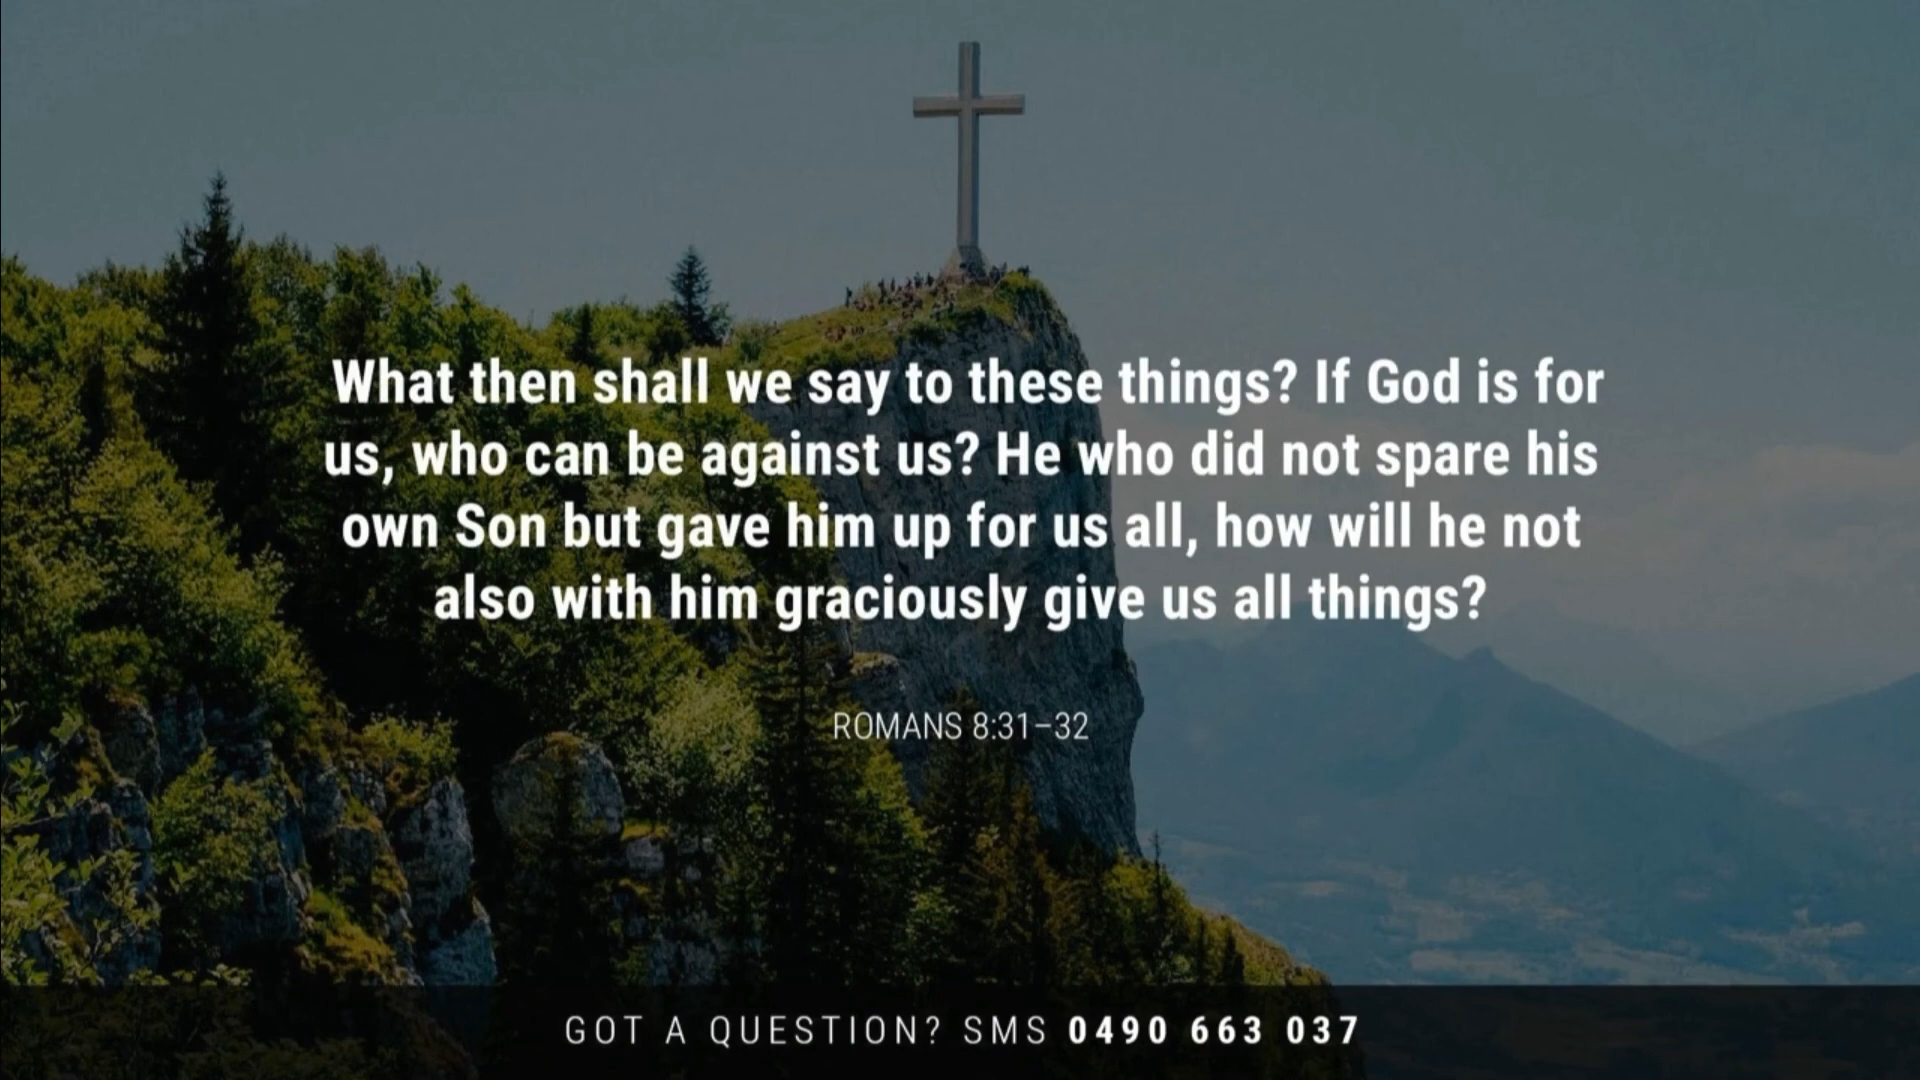 What then shall we say to these things? If God is for
us, who can be against us? He who did not spare his
own Son but gave him up for us all, how will he not
also with him graciously give us all things?
ROMANS 8:31–32
GOT A QUESTION? SMS 0490 663 037